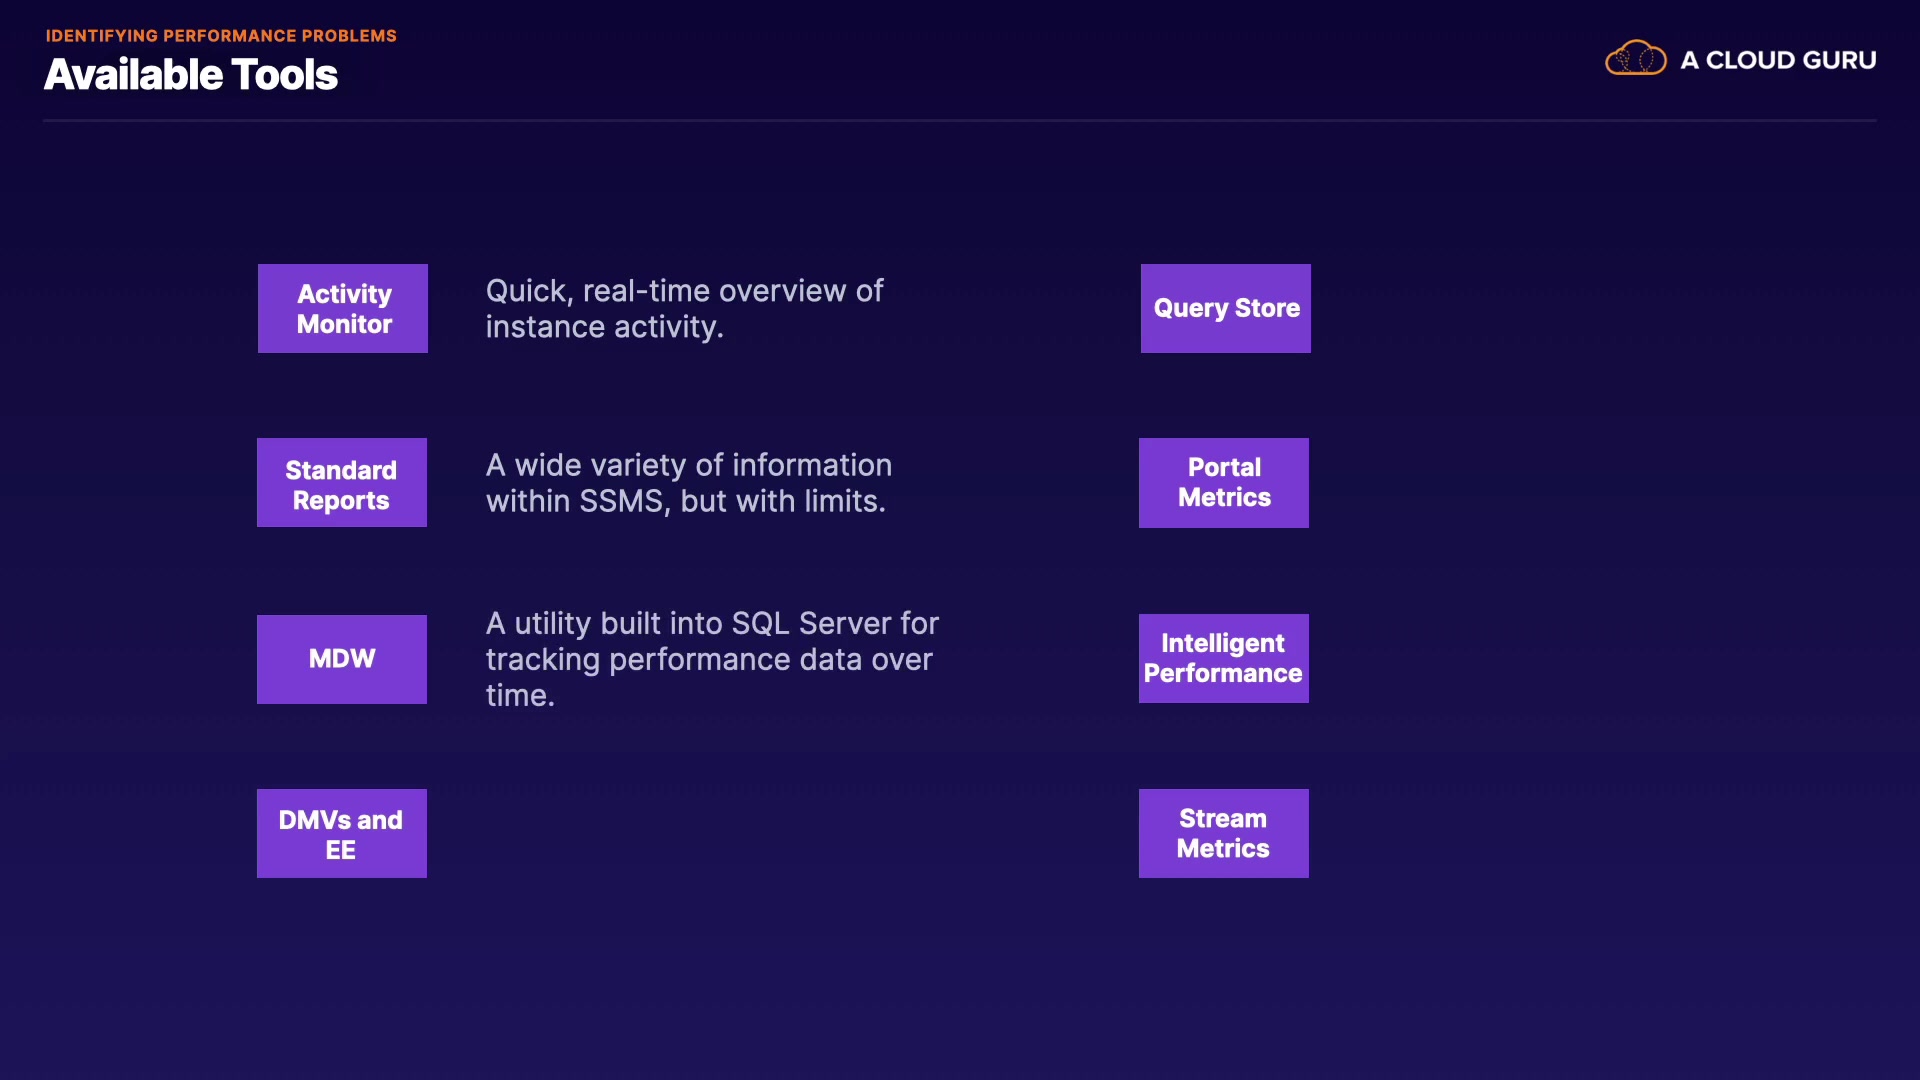 IDENTIFYING PERFORMANCE PROBLEMS
Available Tools
A CLOUD GURU
Activity
Monitor
Quick, real-time overview of
instance activity.
Standard
Reports
A wide variety of information
within SSMS, but with limits.
MDW
A utility built into SQL Server for
tracking performance data over
time.
DMVs and
EE
Query Store
Portal
Metrics
Intelligent
Performance
Stream
Metrics